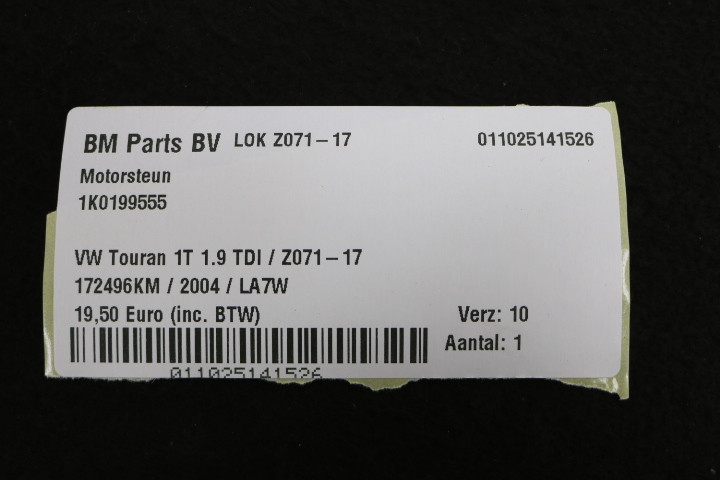 BM Parts BV LOK Z071-17 011025141526
Motorsteun
1K0199555
VW Touran 1T 1.9 TDI / Z071-17
172496KM / 2004 / LA7W
19,50 Euro (inc. BTW) Verz: 10
Aantal: 1
011025141526